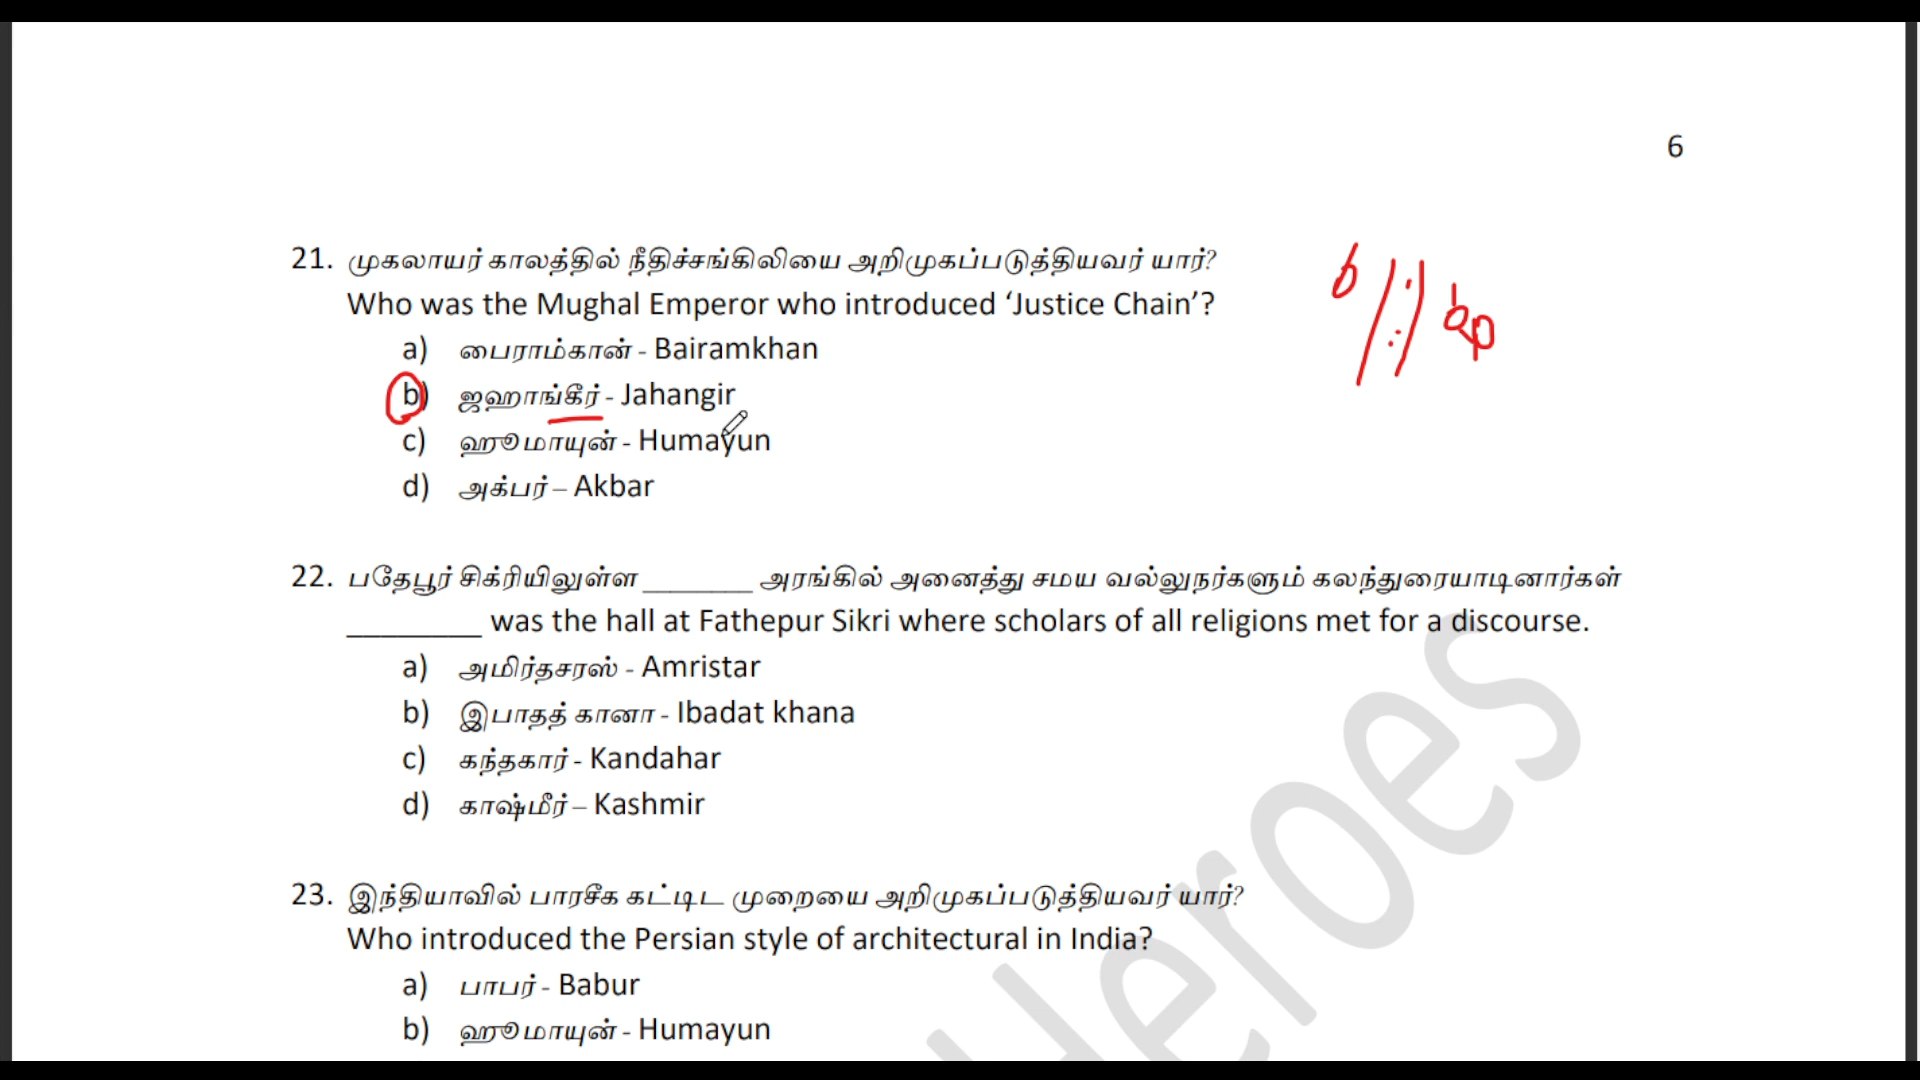 6
21. முகலாயர் காலத்தில் நீதிச்சங்கிலியை அறிமுகப்படுத்தியவர் யார்?
Who was the Mughal Emperor who introduced ‘Justice Chain’?
a) பைராம்கான் - Bairamkhan
b) ஜஹாங்கீர் - Jahangir
c) ஹூமாயுன் - Humayun
d) அக்பர் – Akbar
22. பதேபூர் சிக்ரியிலுள்ள ________ அரங்கில் அனைத்து சமய வல்லுநர்களும் கலந்துரையாடினார்கள்
________ was the hall at Fathepur Sikri where scholars of all religions met for a discourse.
a) அமிர்தசரஸ் - Amristar
b) இபாதத் கானா - Ibadat khana
c) கந்தகார் - Kandahar
d) காஷ்மீர் – Kashmir
23. இந்தியாவில் பாரசீக கட்டிட முறையை அறிமுகப்படுத்தியவர் யார்?
Who introduced the Persian style of architectural in India?
a) பாபர் - Babur
b) ஹூமாயுன் - Humayun
Heroes